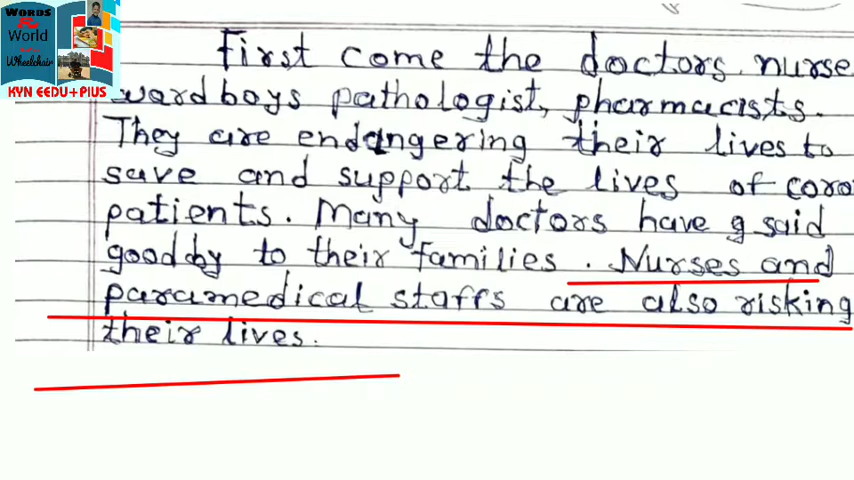 WORDS
R
World
Wheelchair
KYN EEDU+PlUS
First come the doctors, nurse
wardboys pathologist, pharmacists.
They are endangering their lives to
save and support the lives of coro
patients. Many doctors have g said
goodby to their families. Nurses and
paramedical staffs are also risking
their lives.